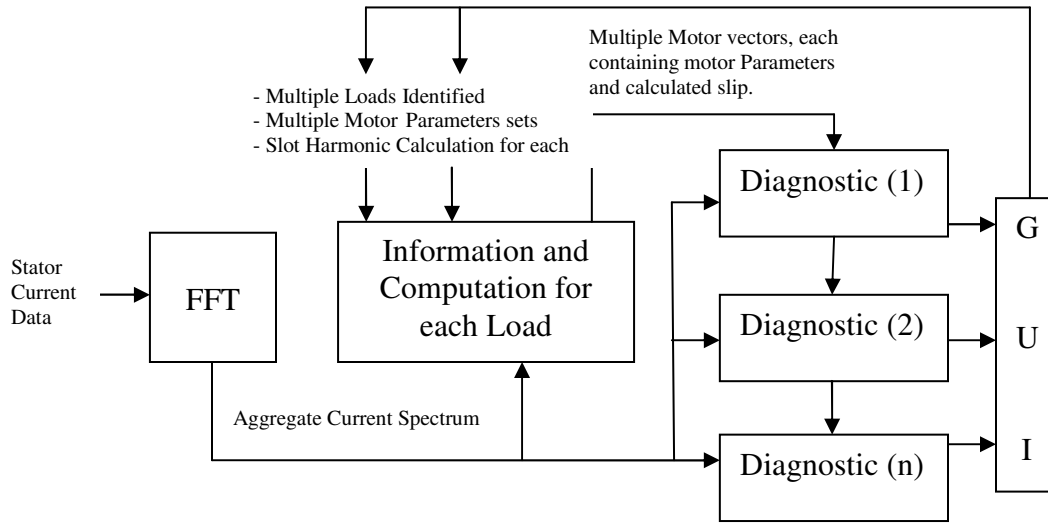 Multiple Motor vectors, each
containing motor Parameters
and calculated slip.
- Multiple Loads Identified
- Multiple Motor Parameters sets
- Slot Harmonic Calculation for each
Diagnostic (1)
Stator
Current
Data
FFT
Information and
Computation for
each Load
Diagnostic (2)
Aggregate Current Spectrum
Diagnostic (n)
G
U
I